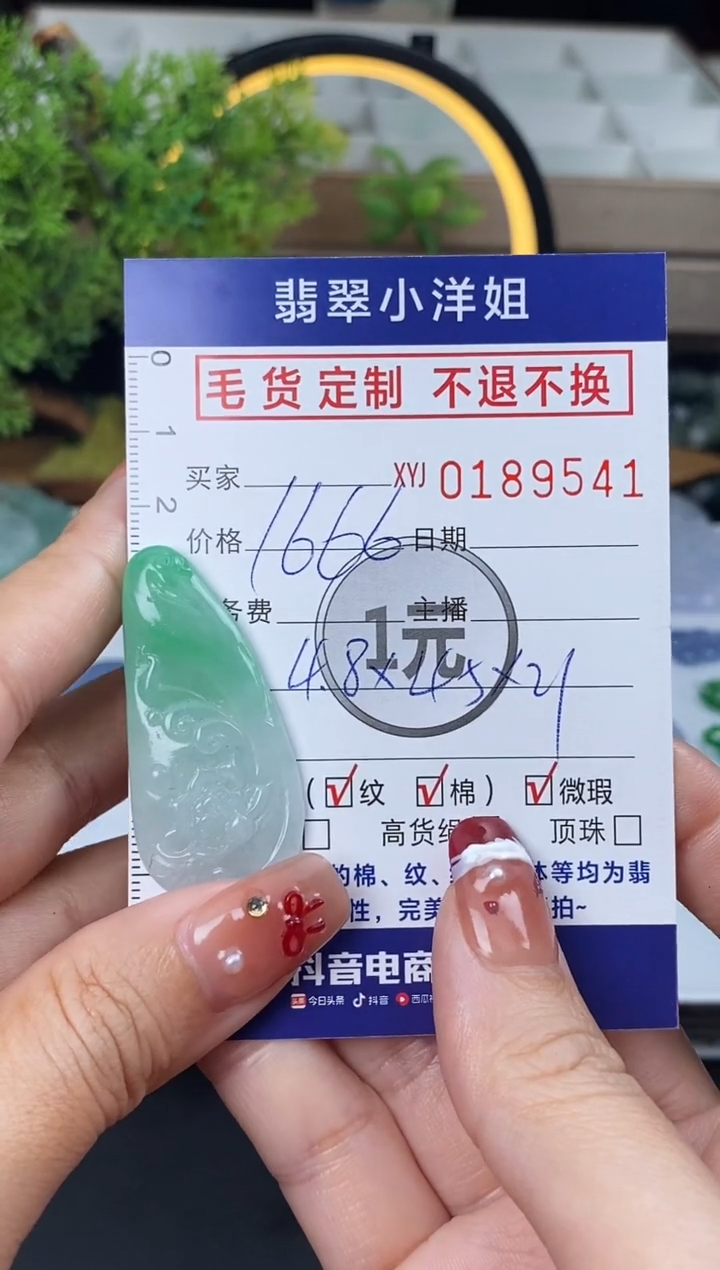 翡翠小洋姐
毛货定制 不退不换
0
1
2
买家 XYJ 0189541
价格 1666 日期
务费 主播
1元
4.8×
(☑纹 ☑棉) ☑微瑕
□ 高货 顶珠□
的棉、纹、 体等均为翡
性，完美 拍~
抖音电商
今日头条 抖音 西瓜